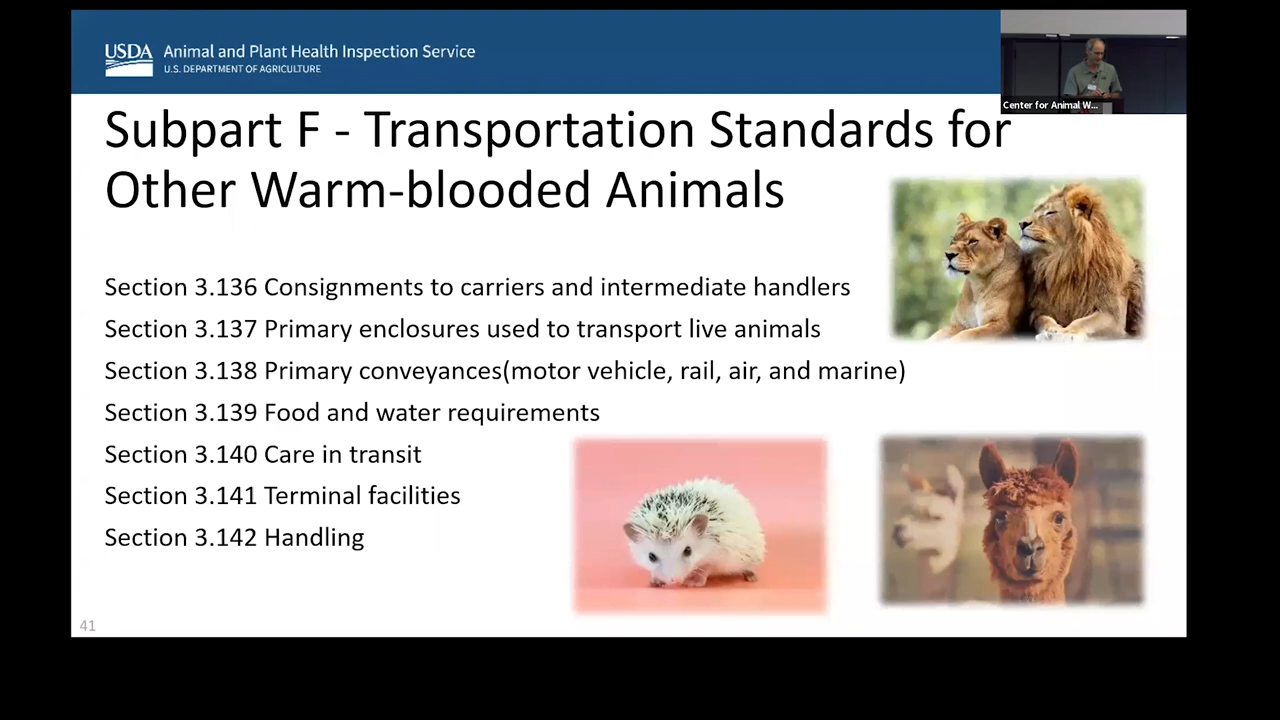 USDA Animal and Plant Health Inspection Service
U.S. DEPARTMENT OF AGRICULTURE
Center for Animal W...
Subpart F - Transportation Standards for
Other Warm-blooded Animals
Section 3.136 Consignments to carriers and intermediate handlers
Section 3.137 Primary enclosures used to transport live animals
Section 3.138 Primary conveyances(motor vehicle, rail, air, and marine)
Section 3.139 Food and water requirements
Section 3.140 Care in transit
Section 3.141 Terminal facilities
Section 3.142 Handling
41